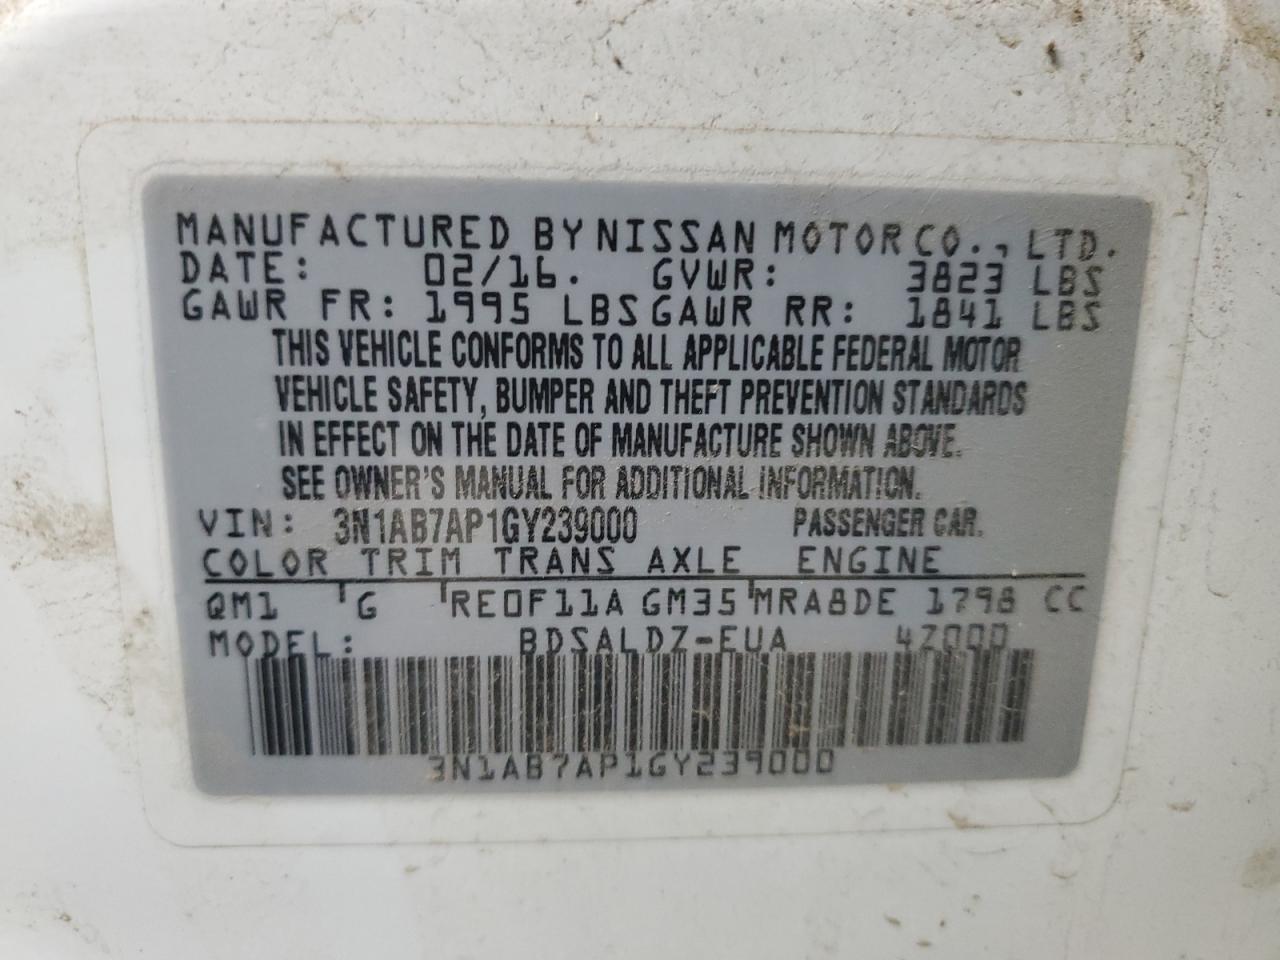 MANUFACTURED BY NISSAN MOTOR CO., LTD.
DATE: 02/16. GVWR: 3823 LBS
GAWR FR: 1995 LBS GAWR RR: 1841 LBS
THIS VEHICLE CONFORMS TO ALL APPLICABLE FEDERAL MOTOR
VEHICLE SAFETY, BUMPER AND THEFT PREVENTION STANDARDS
IN EFFECT ON THE DATE OF MANUFACTURE SHOWN ABOVE.
SEE OWNER'S MANUAL FOR ADDITIONAL INFORMATION.
VIN: 3N1AB7AP1GY239000 PASSENGER CAR.
COLOR TRIM TRANS AXLE ENGINE
QM1 G RE0F11A GM35 MRA8DE 1798 CC
MODEL: BDSALDZ-EUA 4Z000
3N1AB7AP1GY239000